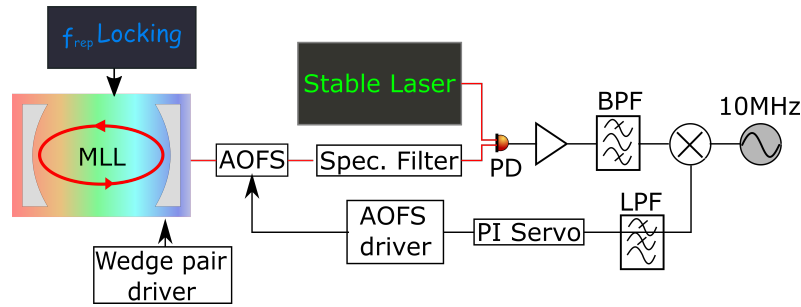 f_rep Locking
Stable Laser
MLL
AOFS
Spec. Filter
PD
BPF
10MHz
LPF
AOFS
driver
PI Servo
Wedge pair
driver